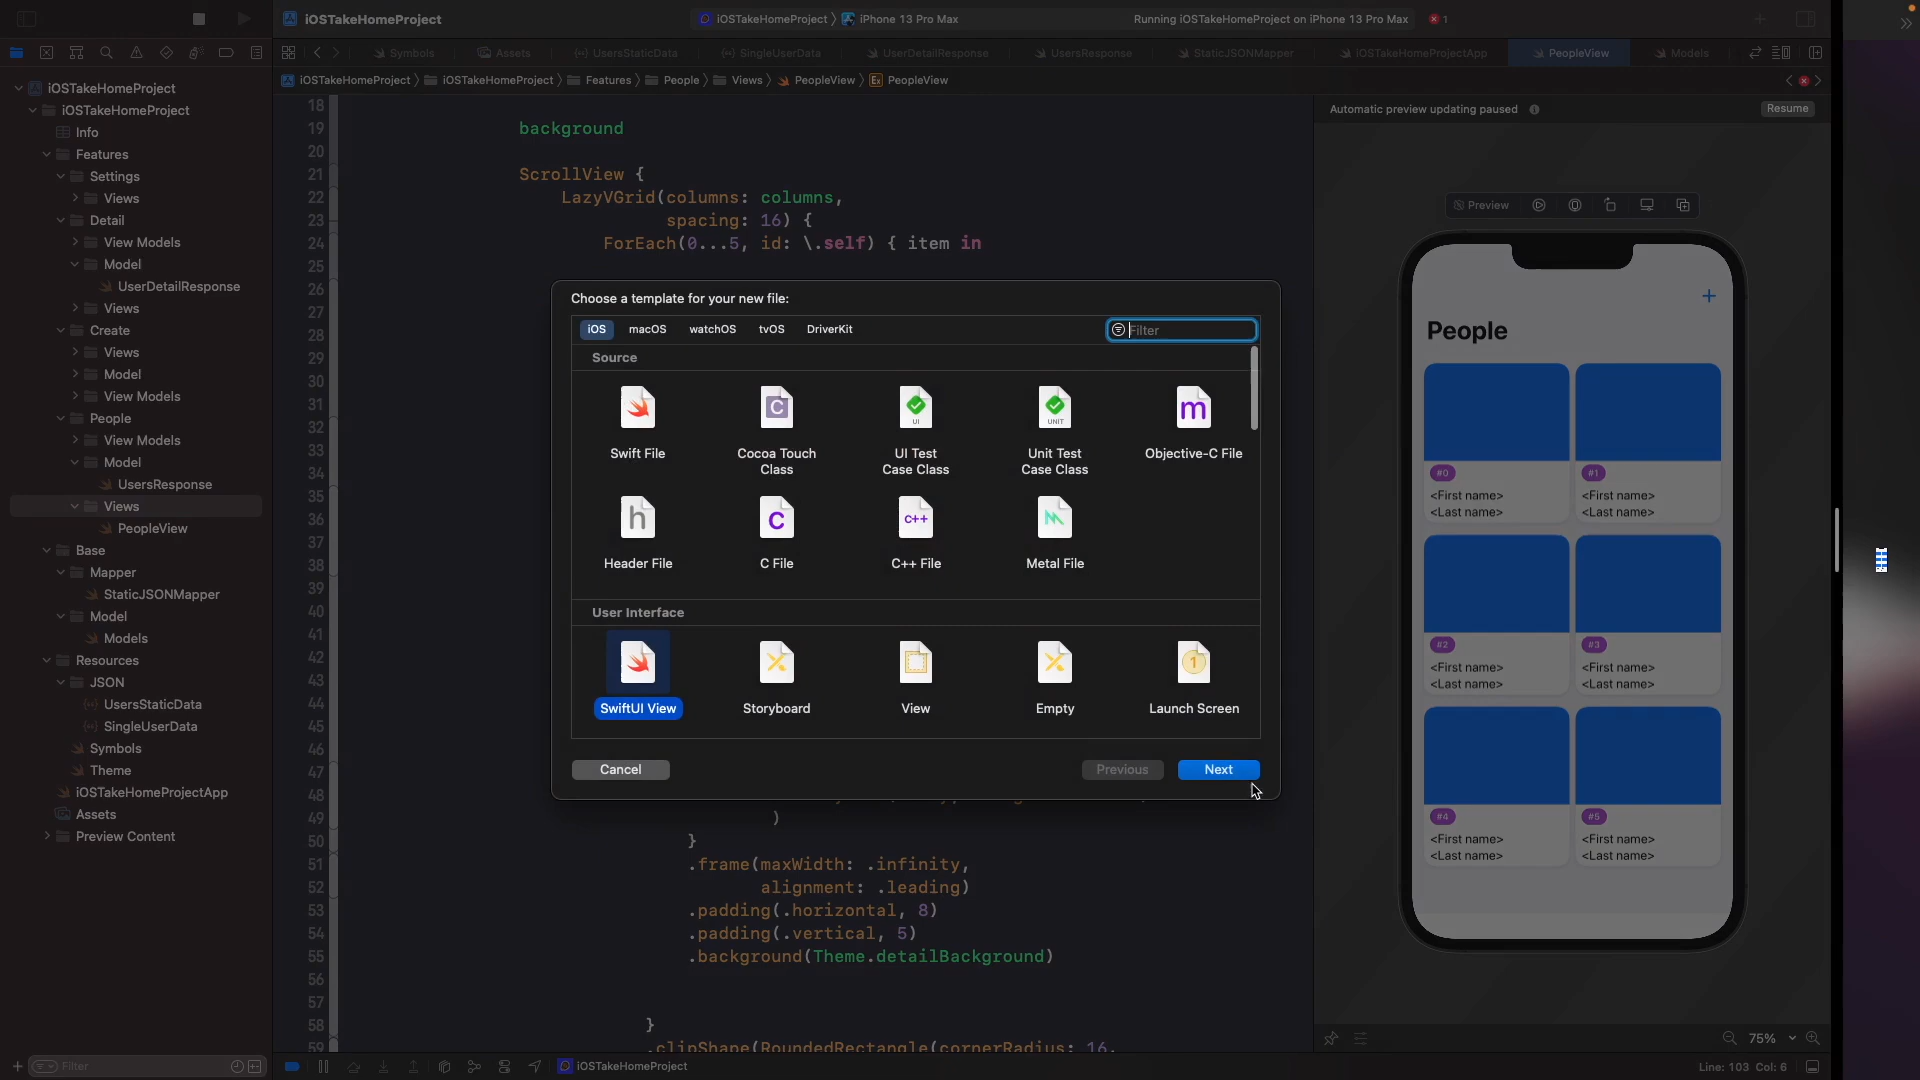 iOSTakeHomeProject
iOSTakeHomeProject
iPhone 13 Pro Max
Running iOSTakeHomeProject on iPhone 13 Pro Max
1
Symbols
Assets
UsersStaticData
SingleUserData
UserDetailResponse
UsersResponse
StaticJSONMapper
iOSTakeHomeProjectApp
PeopleView
Models
iOSTakeHomeProject
iOSTakeHomeProject
Features
People
Views
PeopleView
PeopleView
iOSTakeHomeProject
iOSTakeHomeProject
Info
Features
Settings
Views
Detail
View Models
Model
UserDetailResponse
Views
Create
Views
Model
View Models
People
View Models
Model
UsersResponse
Views
PeopleView
Base
Mapper
StaticJSONMapper
Model
Models
Resources
JSON
UsersStaticData
SingleUserData
Symbols
Theme
iOSTakeHomeProjectApp
Assets
Preview Content
Filter
18
19 background
20
21 ScrollView {
22 LazyVGrid(columns: columns,
23 spacing: 16) {
24 ForEach(0...5, id: \.self) { item in
25
26
27
28
29
30
31
32
33
34
35
36
37
38
39
40
41
42
43
44
45
46
47
48
49 )
50 }
51 .frame(maxWidth: .infinity,
52 alignment: .leading)
53 .padding(.horizontal, 8)
54 .padding(.vertical, 5)
55 .background(Theme.detailBackground)
56
57
58 }
59 .clipShape(RoundedRectangle(cornerRadius: 16,
Choose a template for your new file:
iOS
macOS
watchOS
tvOS
DriverKit
Filter
Source
Swift File
Cocoa Touch
Class
UI
UI Test
Case Class
UNIT
Unit Test
Case Class
m
Objective-C File
h
Header File
C
C File
C++
C++ File
Metal File
User Interface
SwiftUI View
Storyboard
View
Empty
1
Launch Screen
Cancel
Previous
Next
Automatic preview updating paused
Resume
Preview
People
#0
<First name>
<Last name>
#1
<First name>
<Last name>
#2
<First name>
<Last name>
#3
<First name>
<Last name>
#4
<First name>
<Last name>
#5
<First name>
<Last name>
75%
iOSTakeHomeProject
Line: 103 Col: 6